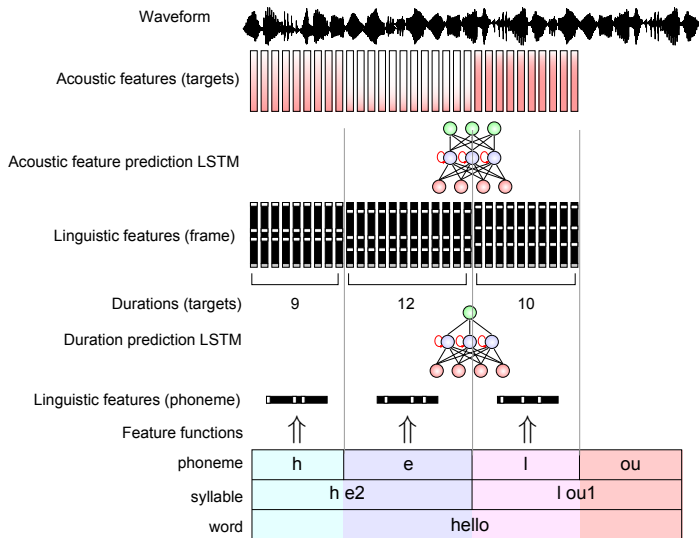 Waveform
Acoustic features (targets)
Acoustic feature prediction LSTM
Linguistic features (frame)
Durations (targets) 9 12 10
Duration prediction LSTM
Linguistic features (phoneme)
Feature functions
phoneme h e l ou
syllable h e2 l ou1
word hello